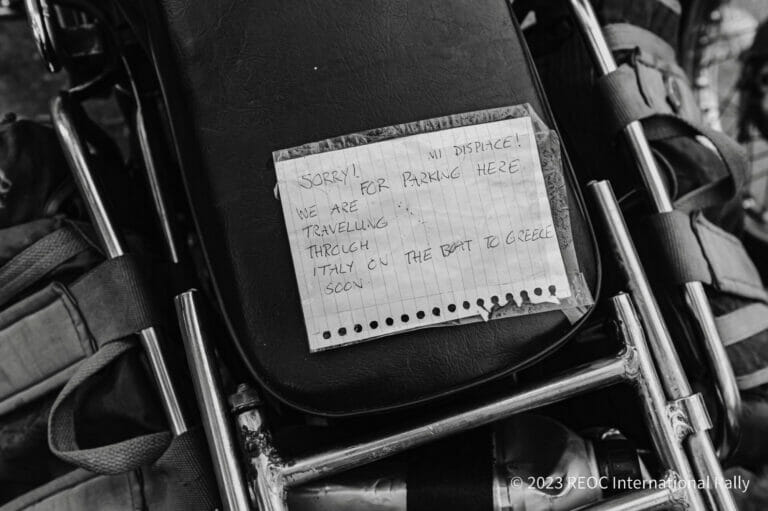 MI DISPLACE!
SORRY!
FOR PARKING HERE
WE ARE
TRAVELLING
THROUGH
ITALY ON THE BOAT TO GREECE
SOON
© 2023 REOC International Rally